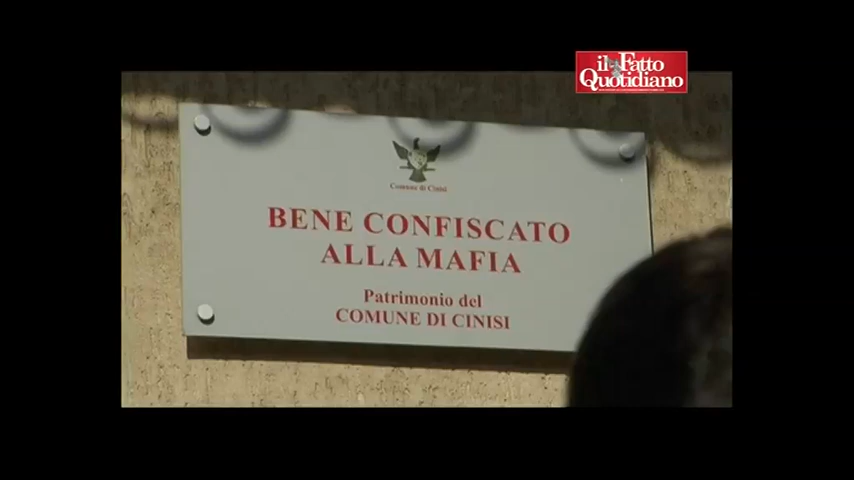 il Fatto
Quotidiano
Comune di Cinisi
BENE CONFISCATO
ALLA MAFIA
Patrimonio del
COMUNE DI CINISI